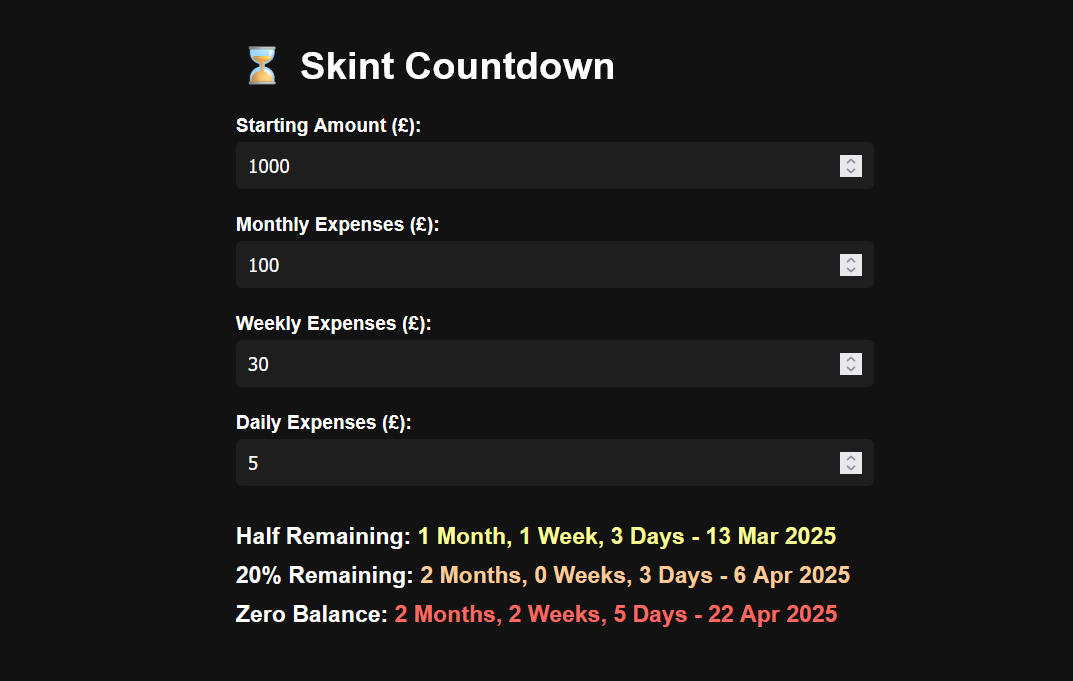 ⏳ Skint Countdown
Starting Amount (£):
1000
Monthly Expenses (£):
100
Weekly Expenses (£):
30
Daily Expenses (£):
5
Half Remaining: 1 Month, 1 Week, 3 Days - 13 Mar 2025
20% Remaining: 2 Months, 0 Weeks, 3 Days - 6 Apr 2025
Zero Balance: 2 Months, 2 Weeks, 5 Days - 22 Apr 2025